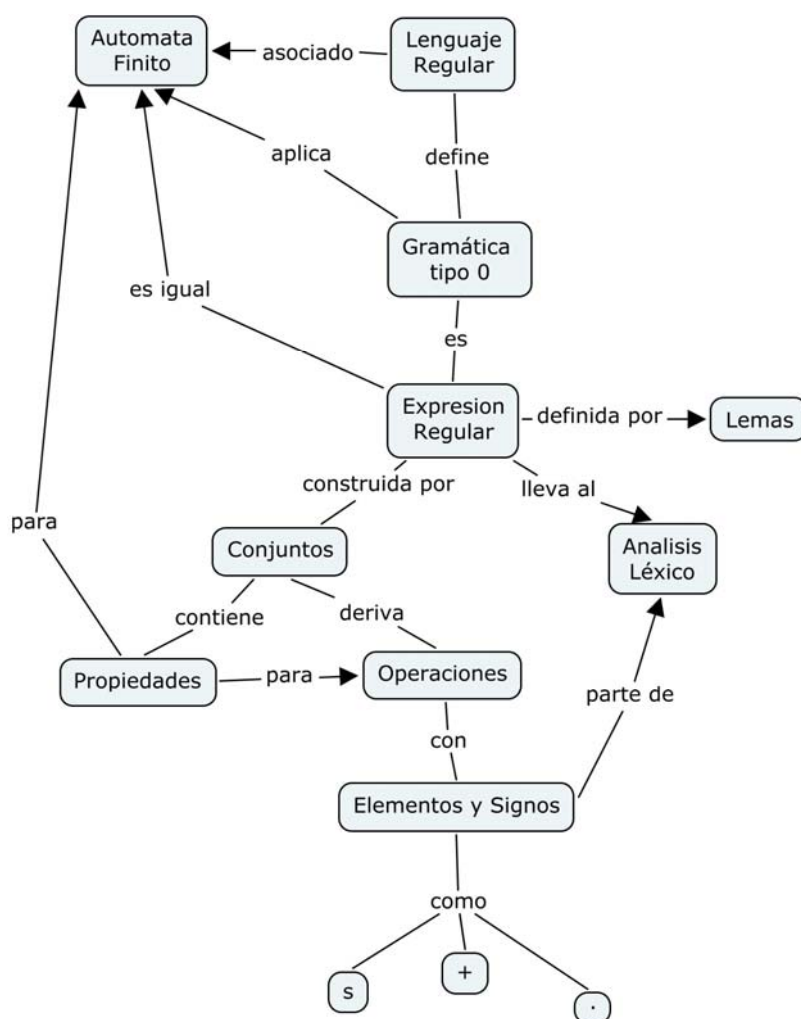 Automata
Finito
asociado
Lenguaje
Regular
aplica
define
Gramática
tipo 0
es igual
es
Expresion
Regular
definida por
Lemas
construida por
lleva al
para
Conjuntos
Analisis
Léxico
contiene
deriva
Propiedades
para
Operaciones
parte de
con
Elementos y Signos
como
s
+
.